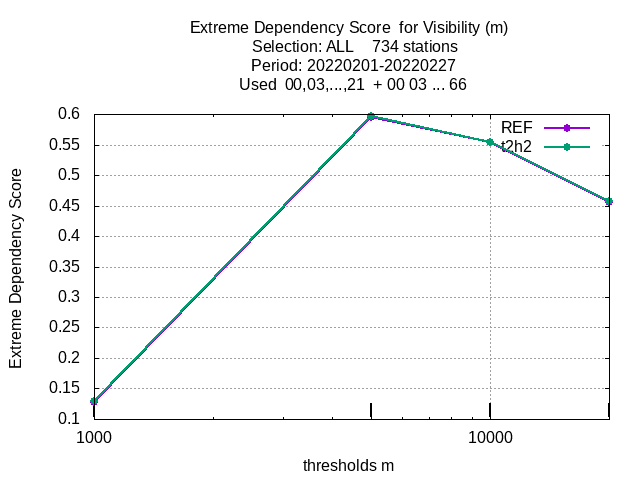 Extreme Dependency Score  for Visibility (m)
Selection: ALL    734 stations
Period: 20220201-20220227
Used  00,03,...,21  + 00 03 ... 66
REF
t2h2
Extreme Dependency Score
0.6
0.55
0.5
0.45
0.4
0.35
0.3
0.25
0.2
0.15
0.1
1000
10000
thresholds m